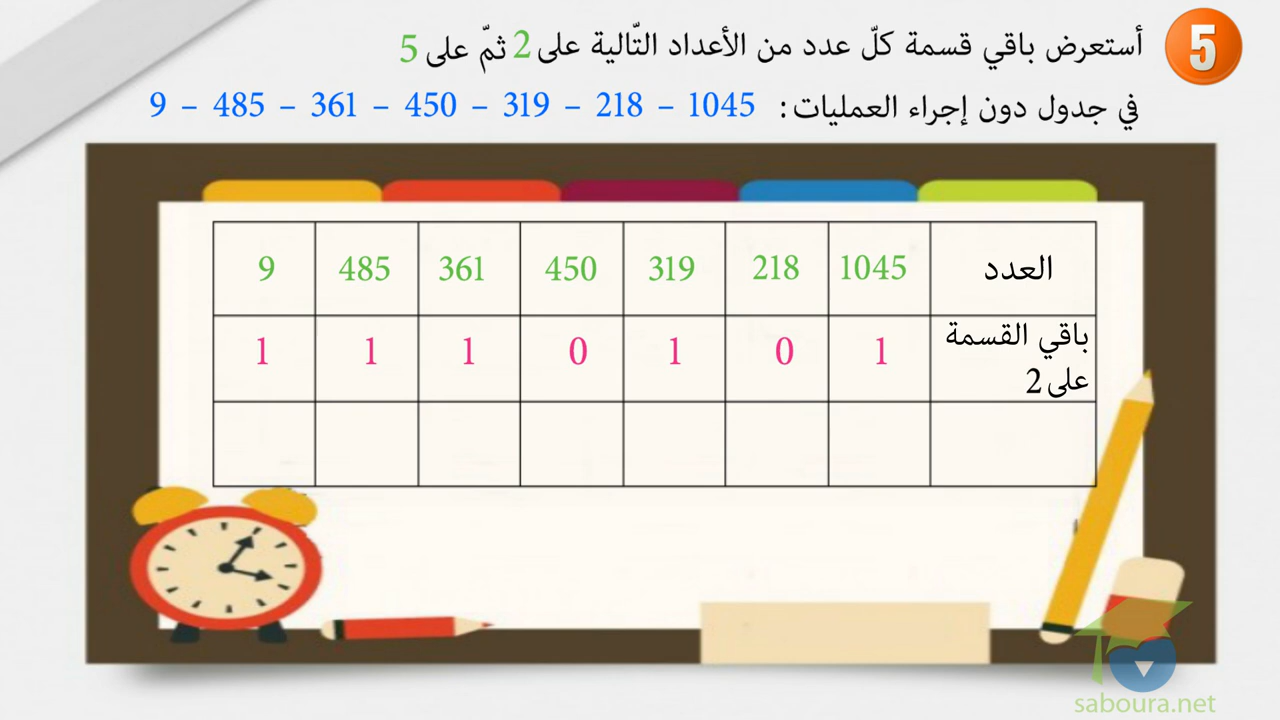 5
أستعرض باقي قسمة كلّ عدد من الأعداد التّالية على 2 ثمّ على 5
في جدول دون إجراء العمليات : 1045 – 218 – 319 – 450 – 361 – 485 – 9
العدد 1045 218 319 450 361 485 9
باقي القسمة
على 2 1 0 1 0 1 1 1
saboura.net